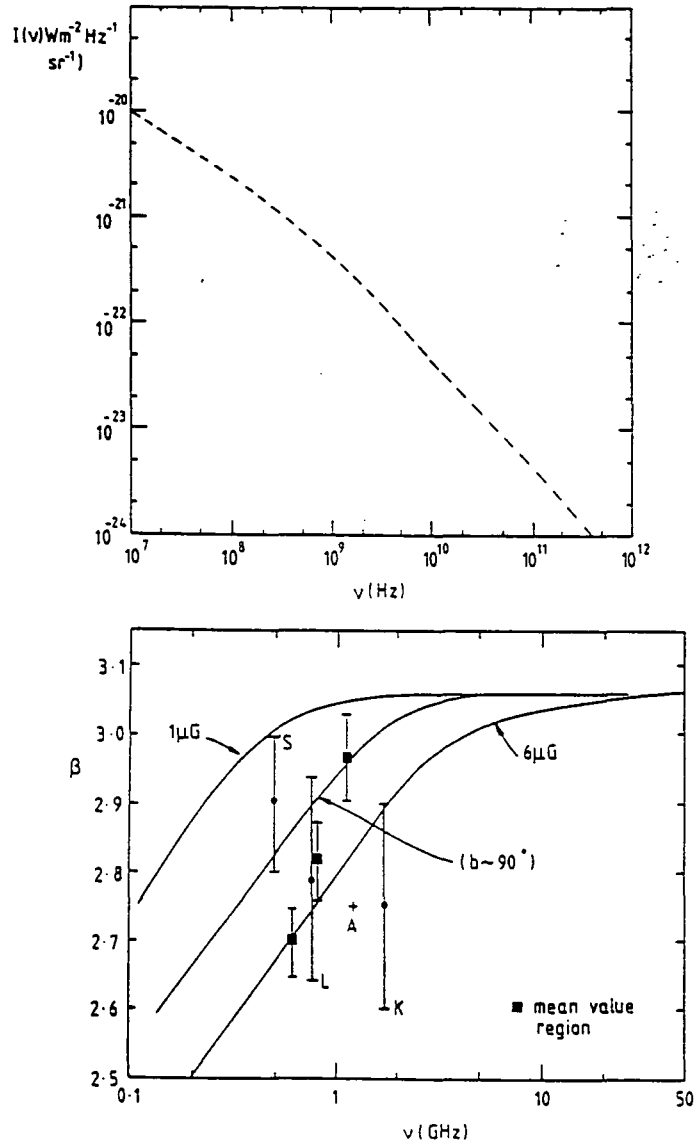 I(ν)Wm⁻²Hz⁻¹
sr⁻¹)
10⁻²⁰
10⁻²¹
10⁻²²
10⁻²³
10⁻²⁴
10⁷ 10⁸ 10⁹ 10¹⁰ 10¹¹ 10¹²
ν(Hz)
3·1
3·0
2·9
2·8
2·7
2·6
2·5
β
1μG
S
6μG
(b~90°)
A
L
K
■ mean value
region
0·1 1 10 50
ν(GHz)